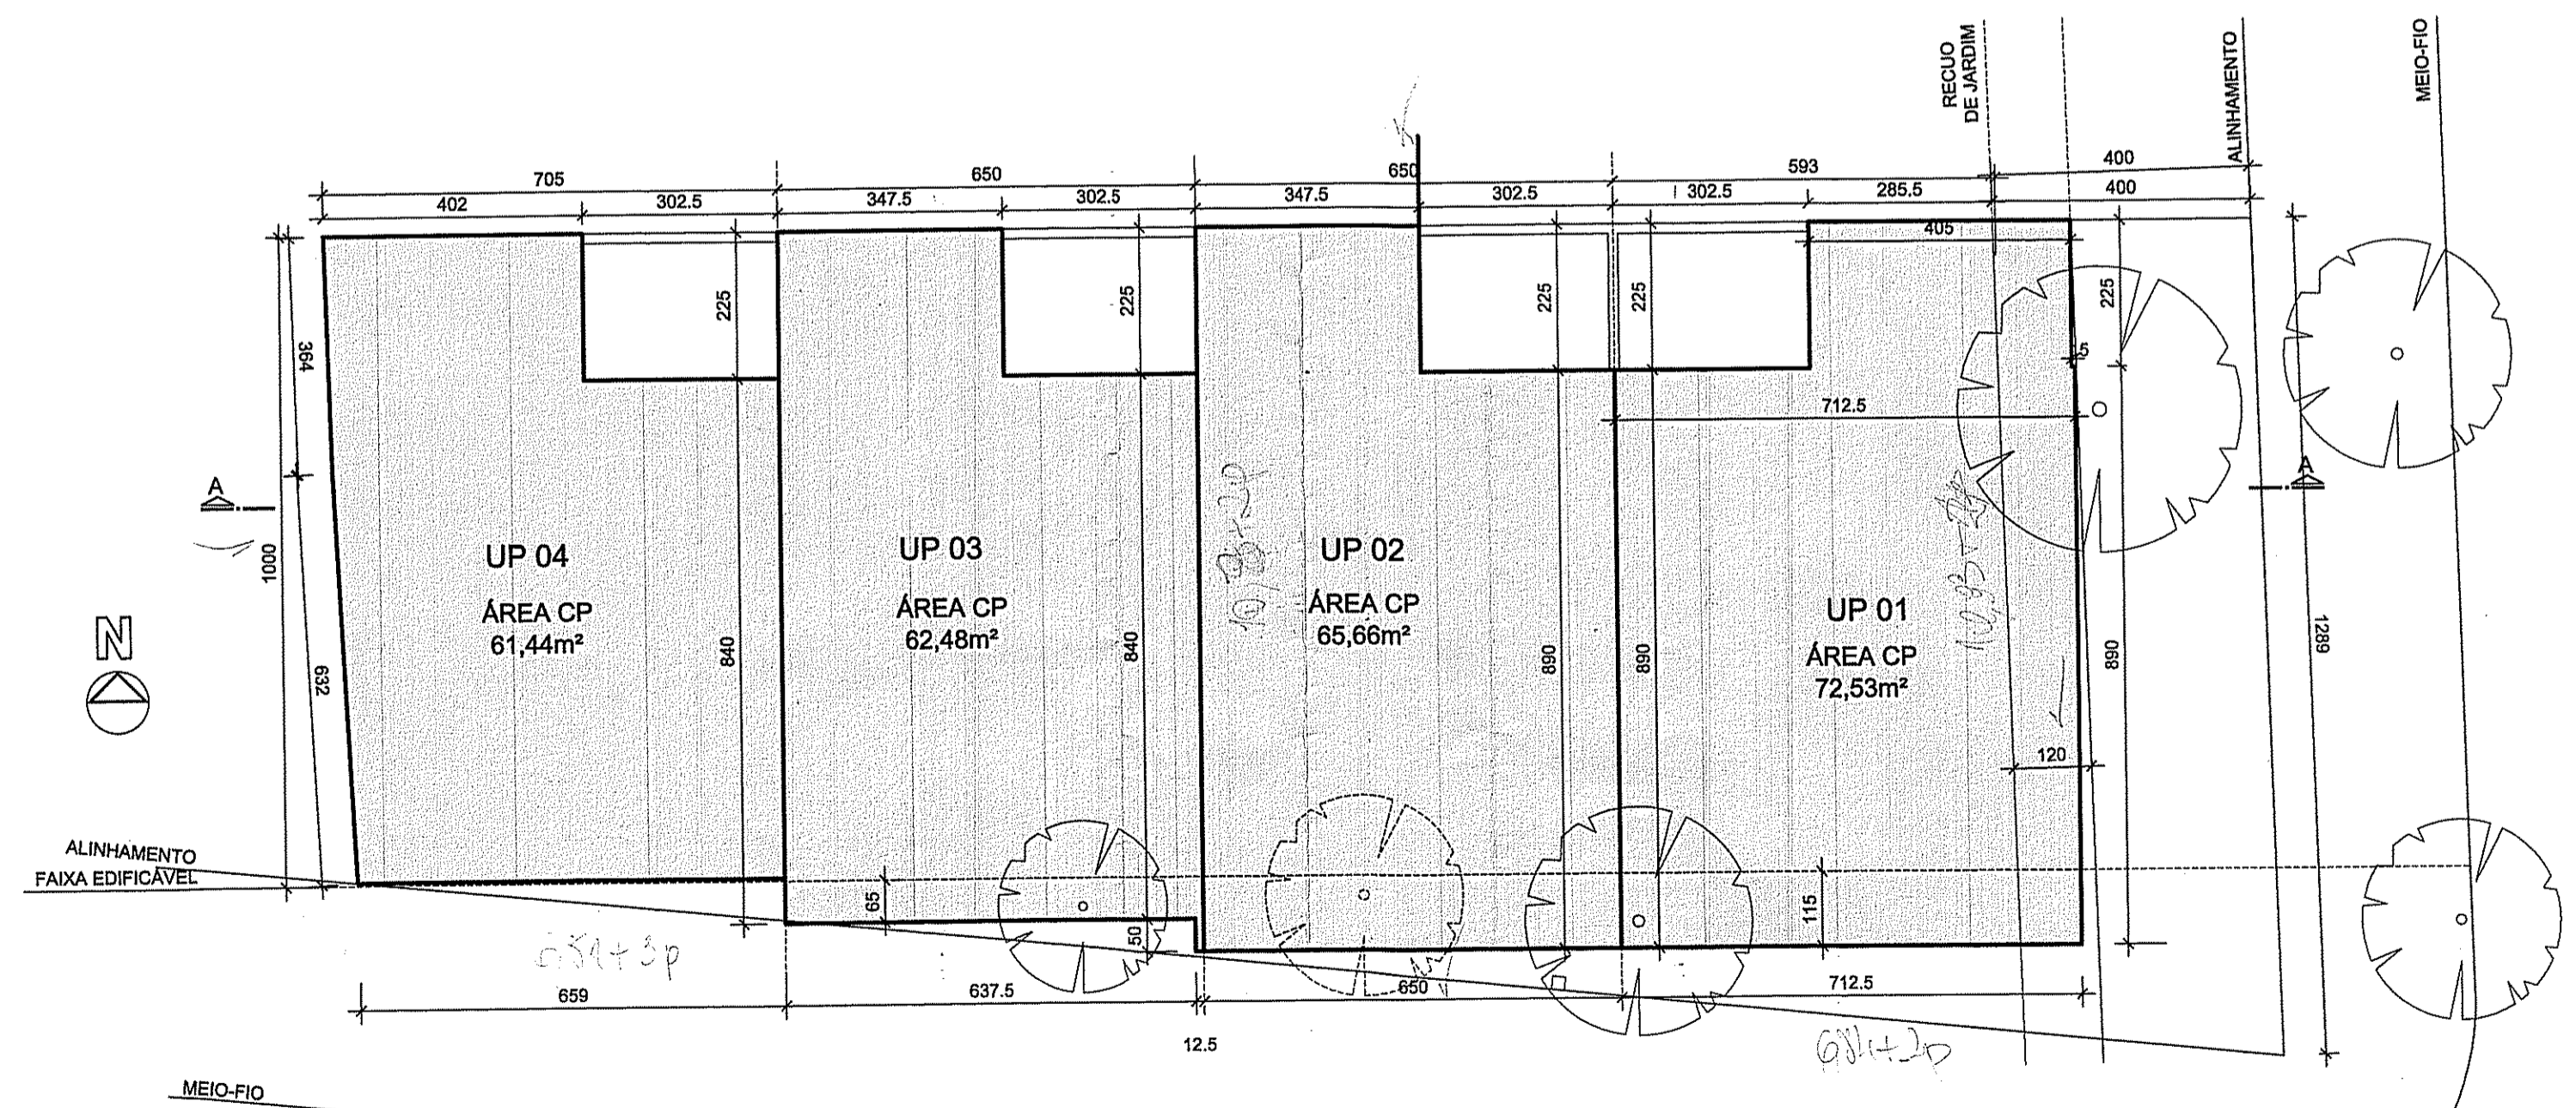 RECUO
DE JARDIM
ALINHAMENTO
MEIO-FIO
705
650
650
593
400
402
302.5
347.5
302.5
347.5
302.5
302.5
285.5
400
405
225
225
225
225
225
5
364
712.5
A
A
1000
632
UP 04
ÁREA CP
61,44m²
UP 03
ÁREA CP
62,48m²
UP 02
ÁREA CP
65,66m²
UP 01
ÁREA CP
72,53m²
840
840
890
890
890
1289
N
120
ALINHAMENTO
FAIXA EDIFICÁVEL
65
50
115
659
637.5
650
712.5
12.5
MEIO-FIO